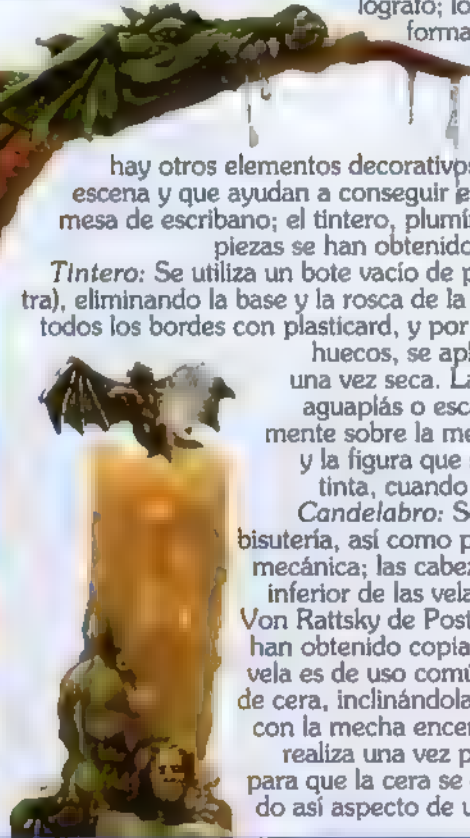 lógrafo; lo
forma
hay otros elementos decorativos
escena y que ayudan a conseguir e
mesa de escribano; el tintero, plumi
piezas se han obtenido
Tintero: Se utiliza un bote vacío de p
tra), eliminando la base y la rosca de la
todos los bordes con plasticard, y por
huecos, se apl
una vez seca. La
aguaplás o esc
mente sobre la me
y la figura que
tinta, cuando
Candelabro: Se
bisutería, así como p
mecánica; las cabez
inferior de las vela
Von Rattsky de Post
han obtenido copia
vela es de uso comú
de cera, inclinándola
con la mecha encen
realiza una vez p
para que la cera se
do así aspecto de u